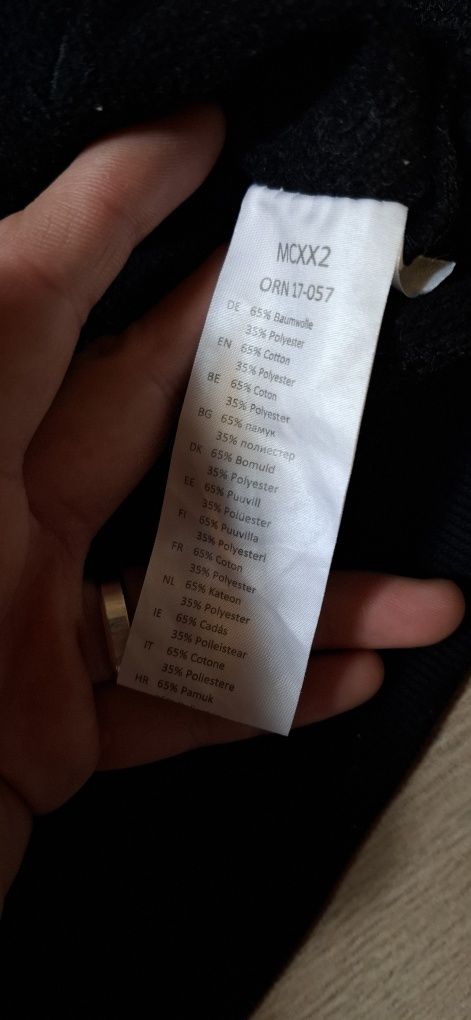 MCXX2
ORN 17-057
DE 65% Baumwolle
35% Polyester
EN 65% Cotton
35% Polyester
BE 65% Coton
35% Polyester
BG 65% памук
35% полиестер
DK 65% Bomuld
35% Polyester
EE 65% Puuvill
35% Polüester
FI 65% Puuvilla
35% Polyesteri
FR 65% Coton
35% Polyester
NL 65% Katoen
35% Polyester
IE 65% Cadás
35% Poileistear
IT 65% Cotone
35% Poliestere
HR 65% Pamuk